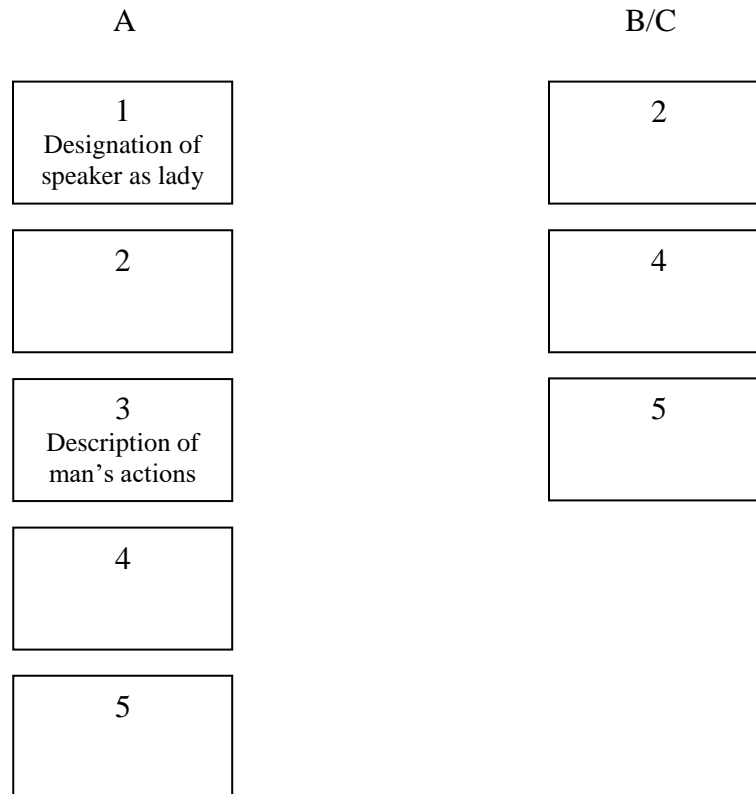 A B/C
1 2
Designation of
speaker as lady
2 4
3 5
Description of
man’s actions
4
5